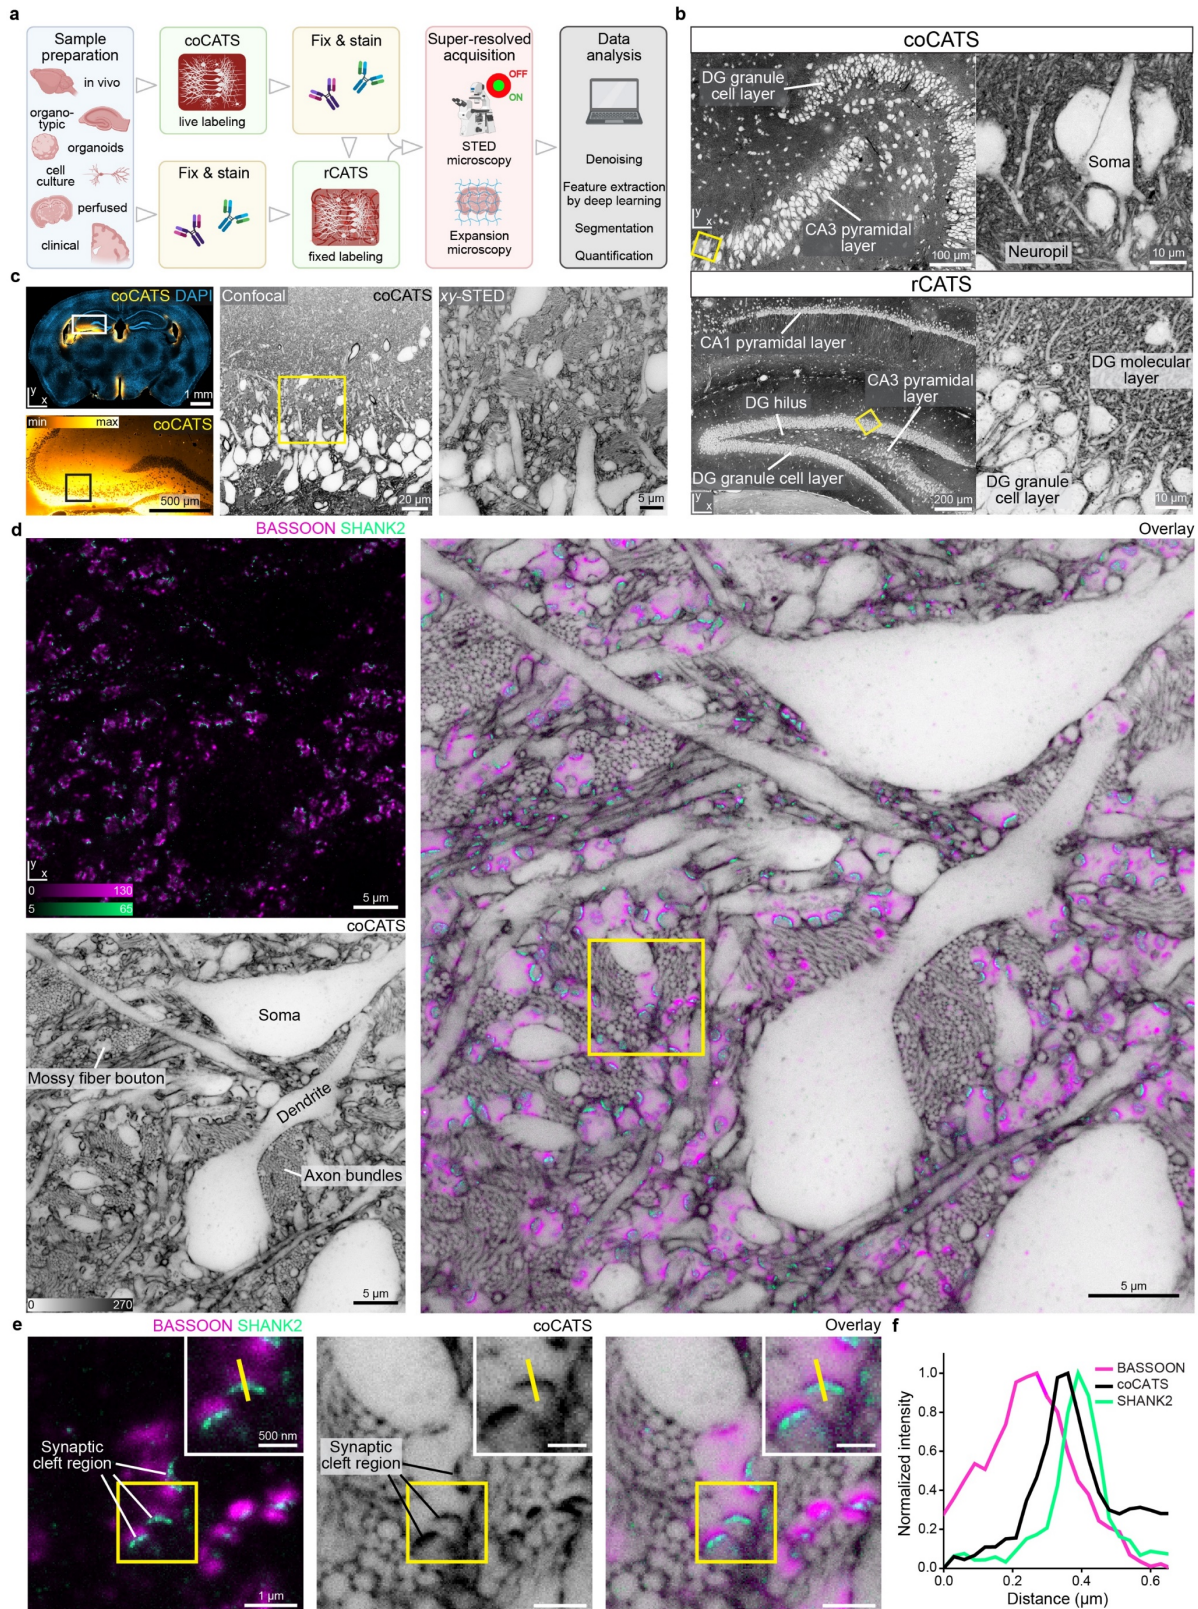 a
Sample
preparation
in vivo
organo-
typic
organoids
cell
culture
perfused
clinical
coCATS
live labeling
Fix & stain
Fix & stain
rCATS
fixed labeling
Super-resolved
acquisition
OFF
ON
STED
microscopy
Expansion
microscopy
Data
analysis
Denoising
Feature extraction
by deep learning
Segmentation
Quantification
b
coCATS
DG granule
cell layer
CA3 pyramidal
layer
y
x
100 µm
Soma
Neuropil
10 µm
rCATS
CA1 pyramidal layer
CA3 pyramidal
layer
DG hilus
DG granule cell layer
y
x
200 µm
DG molecular
layer
DG granule
cell layer
10 µm
c
coCATS DAPI
y
x
1 mm
min max coCATS
500 µm
Confocal coCATS
20 µm
xy-STED
5 µm
d
BASSOON SHANK2
y
x
0 130
5 65
5 µm
coCATS
Soma
Mossy fiber bouton
Dendrite
Axon bundles
0 270
5 µm
Overlay
5 µm
e
BASSOON SHANK2
Synaptic
cleft region
500 nm
1 µm
coCATS
Synaptic
cleft region
Overlay
f
Normalized intensity
1.0
0.8
0.6
0.4
0.2
0.0
BASSOON
coCATS
SHANK2
0.0 0.2 0.4 0.6
Distance (µm)